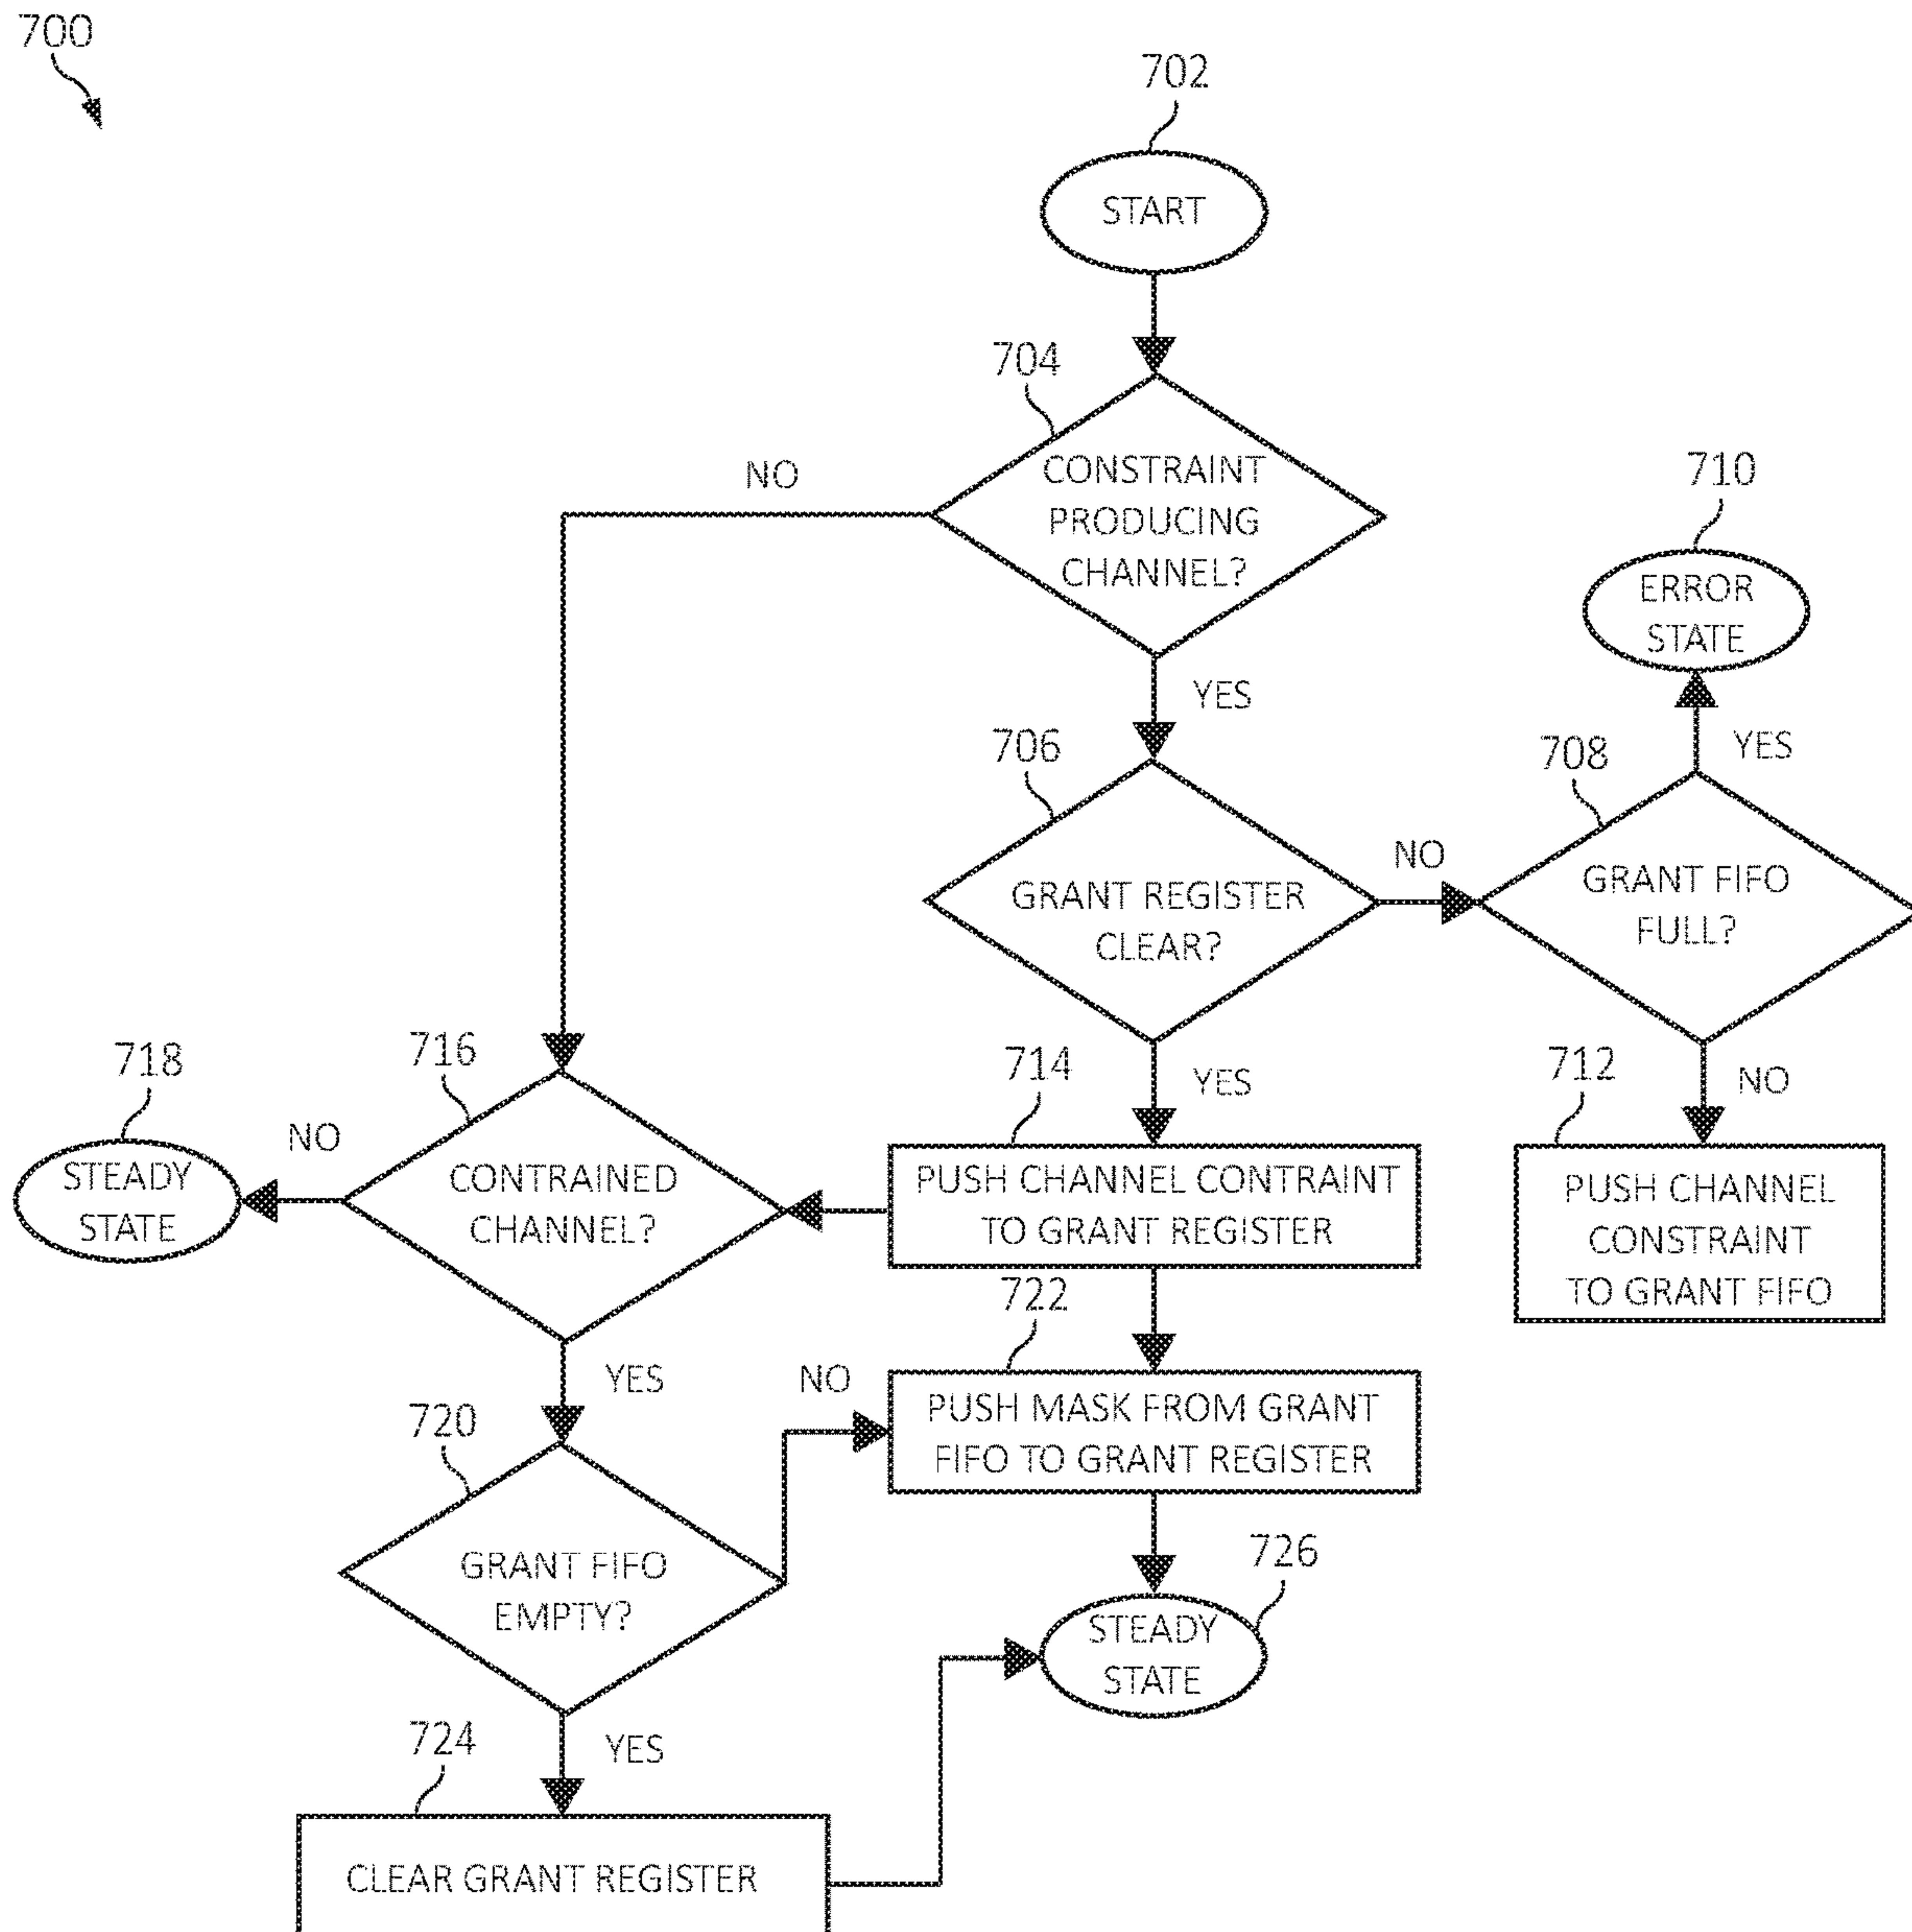 700
702
START
704
CONSTRAINT
PRODUCING
CHANNEL?
NO
YES
710
ERROR
STATE
YES
706
GRANT REGISTER
CLEAR?
NO
708
GRANT FIFO
FULL?
YES
NO
712
PUSH CHANNEL
CONSTRAINT
TO GRANT FIFO
714
PUSH CHANNEL CONTRAINT
TO GRANT REGISTER
716
CONTRAINED
CHANNEL?
NO
718
STEADY
STATE
YES
720
GRANT FIFO
EMPTY?
NO
722
PUSH MASK FROM GRANT
FIFO TO GRANT REGISTER
726
STEADY
STATE
YES
724
CLEAR GRANT REGISTER